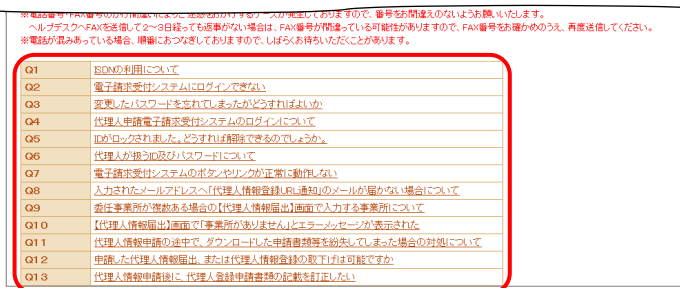 ※電話番号・FAX番号のかけ間違いによりご迷惑をおかけするケースが発生しておりますので、番号をお間違えのないようお願いいたします。
ヘルプデスクへFAXを送信して2～3日経っても返事がない場合は、FAX番号が間違っている可能性がありますので、FAX番号をお確かめのうえ、再度送信してください。
※電話が混みあっている場合、順番におつなぎしておりますので、しばらくお待ちいただくことがあります。
Q1 ISDNの利用について
Q2 電子請求受付システムにログインできない
Q3 変更したパスワードを忘れてしまったがどうすればよいか
Q4 代理人申請電子請求受付システムのログインについて
Q5 IDがロックされました。どうすれば解除できるのでしょうか。
Q6 代理人が扱うID及びパスワードについて
Q7 電子請求受付システムのボタンやリンクが正常に動作しない
Q8 入力されたメールアドレスへ「代理人情報登録URL通知」のメールが届かない場合について
Q9 委任事業所が複数ある場合の【代理人情報届出】画面で入力する事業所について
Q10 【代理人情報届出】画面で「事業所がありません」とエラーメッセージが表示された
Q11 代理人情報申請の途中で、ダウンロードした申請書類等を紛失してしまった場合の対処について
Q12 申請した代理人情報届出、または代理人情報登録の取下げは可能ですか
Q13 代理人情報申請後に、代理人登録申請書類の記載を訂正したい